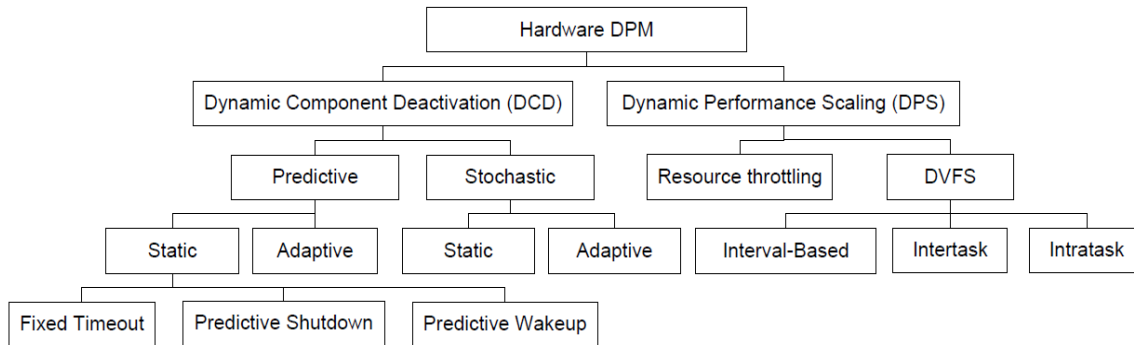 Hardware DPM
Dynamic Component Deactivation (DCD)
Dynamic Performance Scaling (DPS)
Predictive
Stochastic
Resource throttling
DVFS
Static
Adaptive
Static
Adaptive
Interval-Based
Intertask
Intratask
Fixed Timeout
Predictive Shutdown
Predictive Wakeup